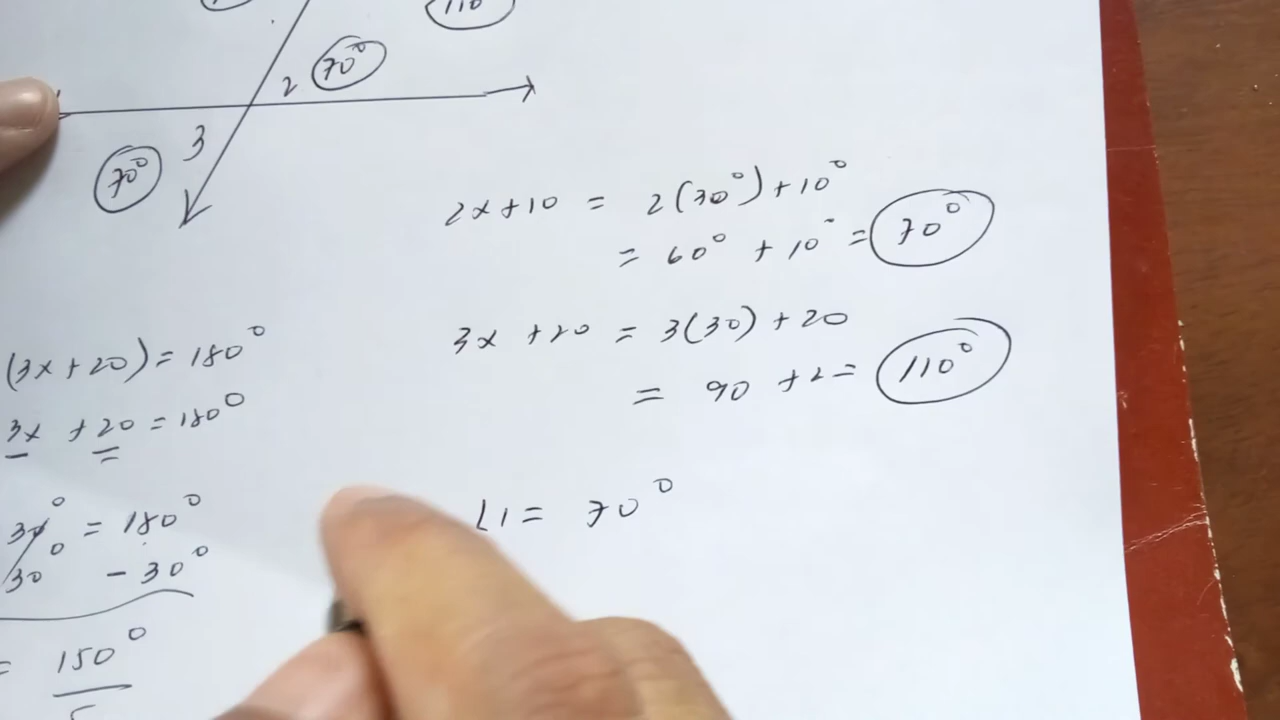 110
2 70°
3
70°
2x+10 = 2(30°)+10°
= 60° + 10° = 70°
3x +20 = 3(30) + 20
= 90 +2= 110°
(3x+20) = 180°
3x +20 = 180°
30° = 180°
30° - 30°
= 150°
∠1 = 70°